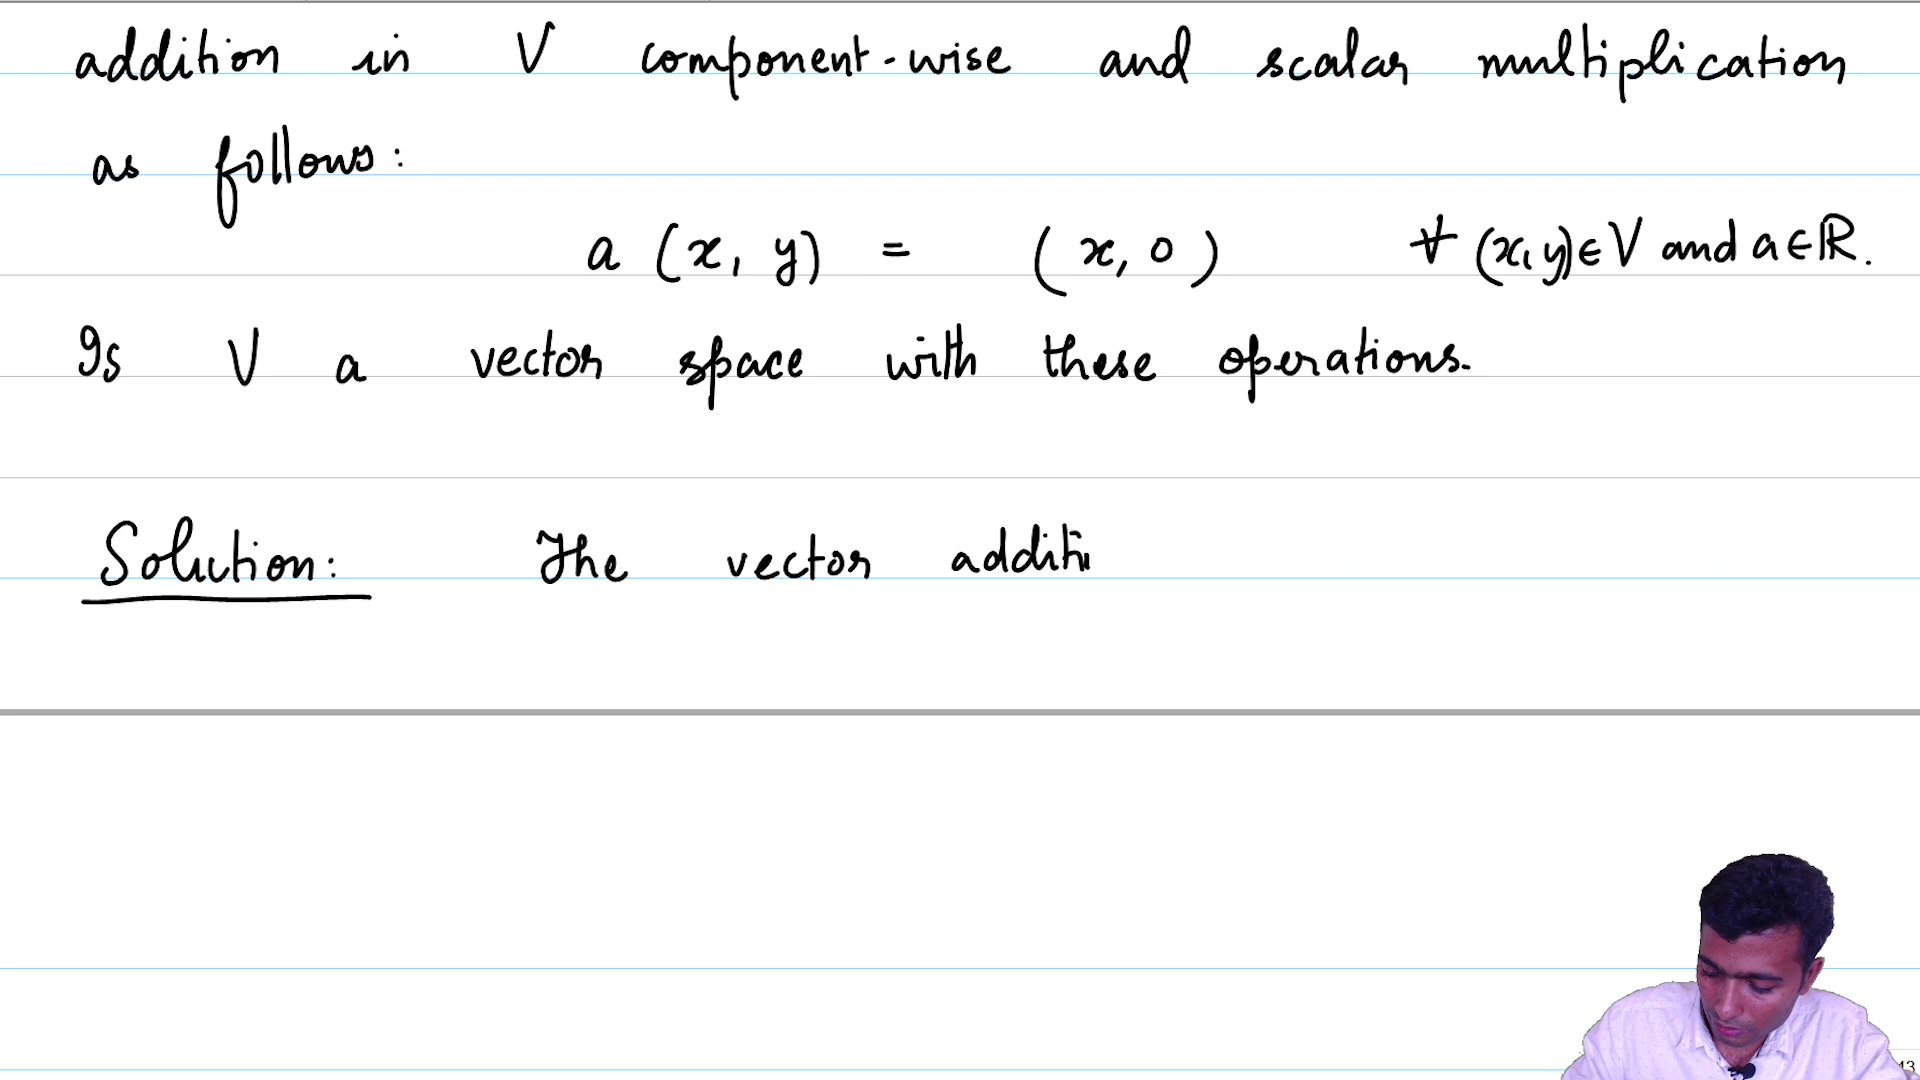 addition in V component-wise and scalar multiplication
as follows:
a (x, y) = (x, 0) ∀ (x, y) ∈ V and a ∈ ℝ.
Is V a vector space with these operations.
Solution: The vector additi
13